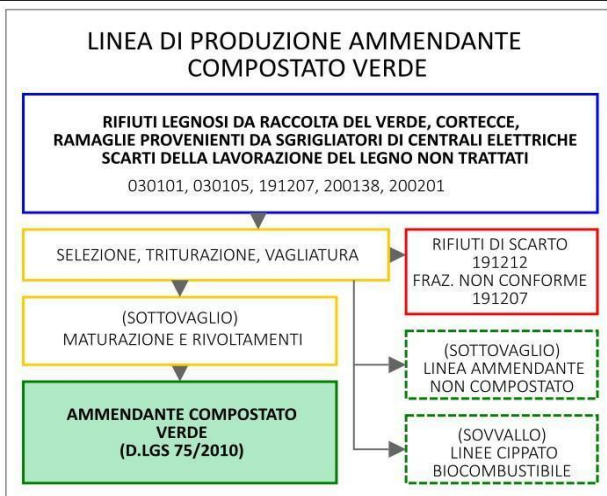 LINEA DI PRODUZIONE AMMENDANTE
COMPOSTATO VERDE
RIFIUTI LEGNOSI DA RACCOLTA DEL VERDE, CORTECCE,
RAMAGLIE PROVENIENTI DA SGRIGLIATORI DI CENTRALI ELETTRICHE
SCARTI DELLA LAVORAZIONE DEL LEGNO NON TRATTATI
030101, 030105, 191207, 200138, 200201
SELEZIONE, TRITURAZIONE, VAGLIATURA
RIFIUTI DI SCARTO
191212
FRAZ. NON CONFORME
191207
(SOTTOVAGLIO)
MATURAZIONE E RIVOLTAMENTI
(SOTTOVAGLIO)
LINEA AMMENDANTE
NON COMPOSTATO
AMMENDANTE COMPOSTATO
VERDE
(D.LGS 75/2010)
(SOVVALLO)
LINEE CIPPATO
BIOCOMBUSTIBILE